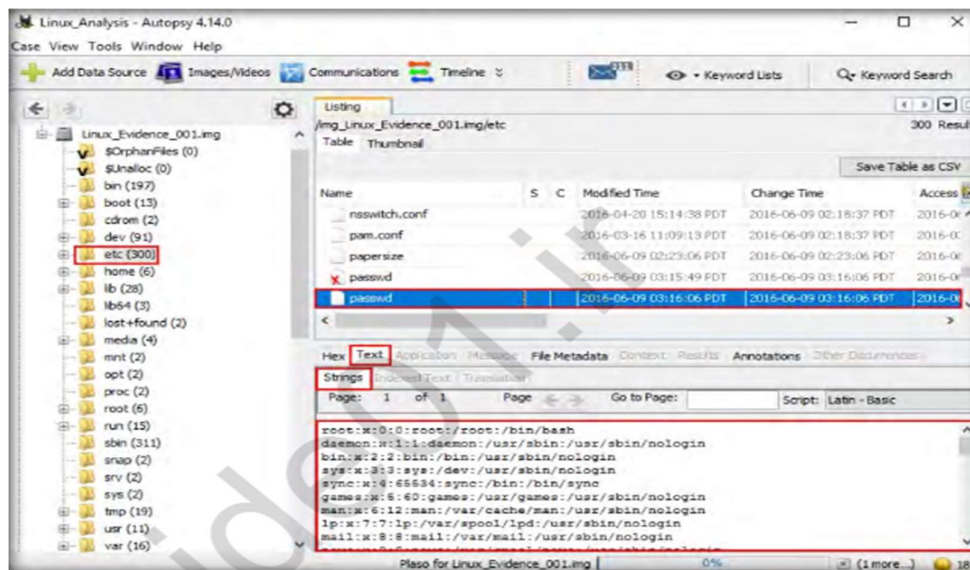 Linux_Analysis - Autopsy 4.14.0
Case View Tools Window Help
Add Data Source Images/Videos Communications Timeline Keyword Lists Keyword Search
Listing
/img_Linux_Evidence_001.img/etc 300 Resul
Table Thumbnail
Save Table as CSV
Name S C Modified Time Change Time Access
nsswitch.conf 2016-04-20 15:14:38 PDT 2016-06-09 02:18:37 PDT 2016-0
pam.conf 2016-03-16 11:09:13 PDT 2016-06-09 02:18:37 PDT 2016-0
papersize 2016-06-09 02:23:06 PDT 2016-06-09 02:23:06 PDT 2016-0
passwd 2016-06-09 03:15:49 PDT 2016-06-09 03:16:06 PDT 2016-0
passwd 2016-06-09 03:16:06 PDT 2016-06-09 03:16:06 PDT 2016-0
Linux_Evidence_001.img
$OrphanFiles (0)
$Unalloc (0)
bin (197)
boot (13)
cdrom (2)
dev (91)
etc (300)
home (6)
lib (28)
lib64 (3)
lost+found (2)
media (4)
mnt (2)
opt (2)
proc (2)
root (6)
run (15)
sbin (311)
snap (2)
srv (2)
sys (2)
tmp (19)
usr (11)
var (16)
Hex Text Application Message File Metadata Context Results Annotations Other Occurrences
Strings Indexed Text Translation
Page: 1 of 1 Page Go to Page: Script: Latin - Basic
root:x:0:0:root:/root:/bin/bash
daemon:x:1:1:daemon:/usr/sbin:/usr/sbin/nologin
bin:x:2:2:bin:/bin:/usr/sbin/nologin
sys:x:3:3:sys:/dev:/usr/sbin/nologin
sync:x:4:65534:sync:/bin:/bin/sync
games:x:5:60:games:/usr/games:/usr/sbin/nologin
man:x:6:12:man:/var/cache/man:/usr/sbin/nologin
lp:x:7:7:lp:/var/spool/lpd:/usr/sbin/nologin
mail:x:8:8:mail:/var/mail:/usr/sbin/nologin
Plaso for Linux_Evidence_001.img 0% (1 more...) 18